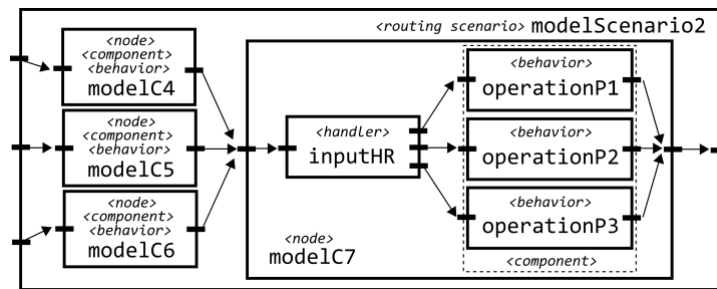 <routing scenario> modelScenario2
<node>
<component>
<behavior>
modelC4
<node>
<component>
<behavior>
modelC5
<node>
<component>
<behavior>
modelC6
<handler>
inputHR
<behavior>
operationP1
<behavior>
operationP2
<behavior>
operationP3
<component>
<node>
modelC7